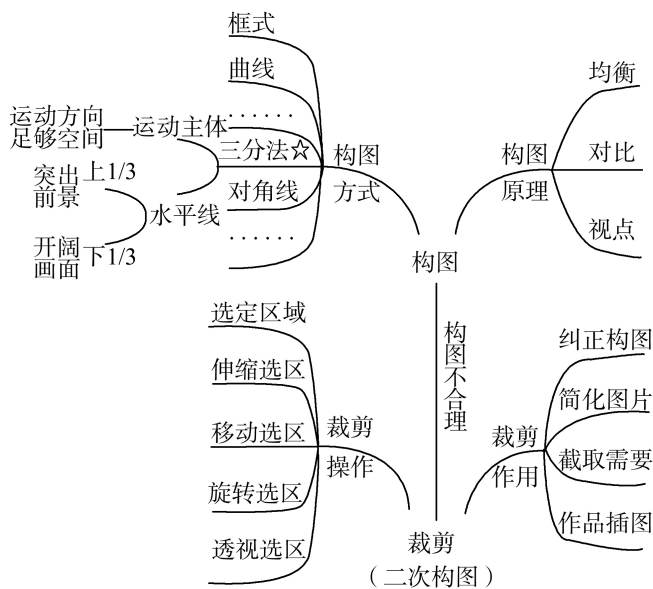 框式
曲线
······
运动方向
足够空间
运动主体
三分法☆
构图
方式
突出
前景
上1/3
对角线
水平线
······
开阔
画面
下1/3
均衡
构图
原理
对比
视点
构图
构图不合理
选定区域
伸缩选区
移动选区
裁剪
操作
旋转选区
透视选区
纠正构图
简化图片
裁剪
作用
截取需要
作品插图
裁剪
（二次构图）